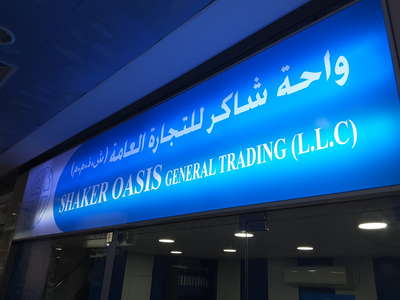 واحة شاكر للتجارة العامة (ش.ذ.م.م)
SHAKER OASIS GENERAL TRADING (L.L.C)